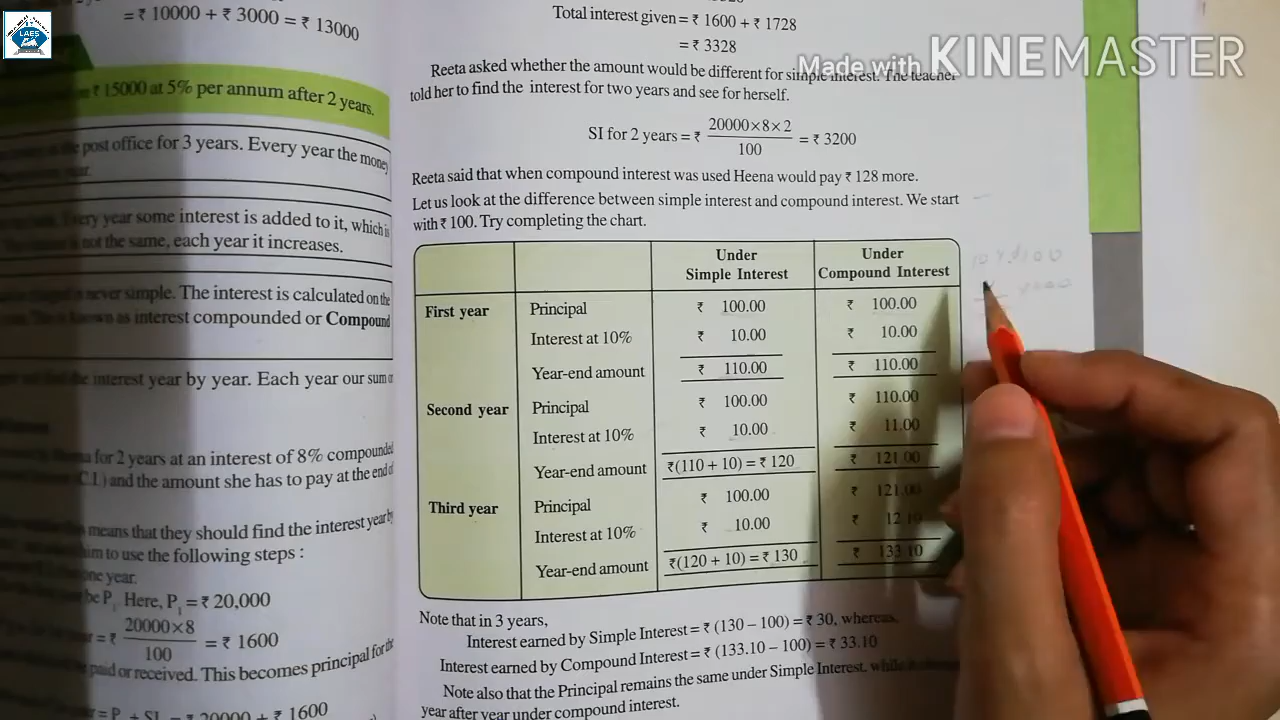 LAES
= ₹ 10000 + ₹ 3000 = ₹ 13000
₹ 15000 at 5% per annum after 2 years.
post office for 3 years. Every year the money
Every year some interest is added to it, which is
not the same, each year it increases.
never simple. The interest is calculated on the
known as interest compounded or Compound
the interest year by year. Each year our sum or
for 2 years at an interest of 8% compounded
(C.I.) and the amount she has to pay at the end of
means that they should find the interest year by
him to use the following steps :
one year.
be P₁. Here, P₁ = ₹ 20,000
= ₹ 20000×8 / 100 = ₹ 1600
paid or received. This becomes principal for the
= ₹ 20000 + ₹ 1600
Made with KINEMASTER
Total interest given = ₹ 1600 + ₹ 1728
= ₹ 3328
Reeta asked whether the amount would be different for simple interest. The teacher
told her to find the interest for two years and see for herself.
SI for 2 years = ₹ 20000×8×2 / 100 = ₹ 3200
Reeta said that when compound interest was used Heena would pay ₹ 128 more.
Let us look at the difference between simple interest and compound interest. We start
with ₹ 100. Try completing the chart.
Under Simple Interest Under Compound Interest
First year Principal ₹ 100.00 ₹ 100.00
Interest at 10% ₹ 10.00 ₹ 10.00
Year-end amount ₹ 110.00 ₹ 110.00
Second year Principal ₹ 100.00 ₹ 110.00
Interest at 10% ₹ 10.00 ₹ 11.00
Year-end amount ₹(110 + 10) = ₹ 120 ₹ 121.00
Third year Principal ₹ 100.00 ₹ 121.00
Interest at 10% ₹ 10.00 ₹ 12.10
Year-end amount ₹(120 + 10) = ₹ 130 ₹ 133.10
Note that in 3 years,
Interest earned by Simple Interest = ₹ (130 – 100) = ₹ 30, whereas,
Interest earned by Compound Interest = ₹ (133.10 – 100) = ₹ 33.10
Note also that the Principal remains the same under Simple Interest, while it
year after year under compound interest.